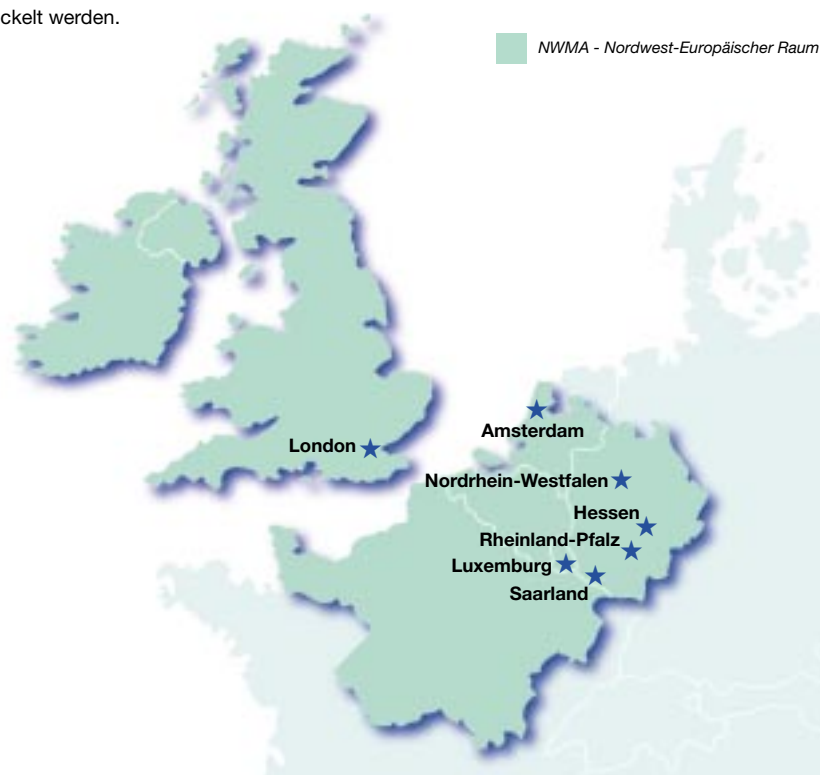 ckelt werden.
NWMA - Nordwest-Europäischer Raum
Amsterdam
London
Nordrhein-Westfalen
Hessen
Rheinland-Pfalz
Luxemburg
Saarland